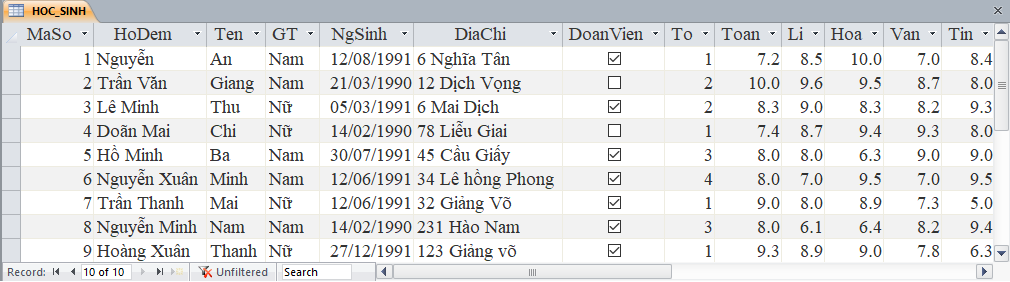 HOC_SINH
MaSo HoDem Ten GT NgSinh DiaChi DoanVien To Toan Li Hoa Van Tin
1 Nguyễn An Nam 12/08/1991 6 Nghĩa Tân 1 7.2 8.5 10.0 7.0 8.4
2 Trần Văn Giang Nam 21/03/1990 12 Dịch Vọng 2 10.0 9.6 9.5 8.7 8.0
3 Lê Minh Thu Nữ 05/03/1991 6 Mai Dịch 2 8.3 9.0 8.3 8.2 9.3
4 Doãn Mai Chi Nữ 14/02/1990 78 Liễu Giai 1 7.4 8.7 9.4 9.3 8.0
5 Hồ Minh Ba Nam 30/07/1991 45 Cầu Giấy 3 8.0 8.0 6.3 9.0 9.0
6 Nguyễn Xuân Minh Nam 12/06/1991 34 Lê hồng Phong 4 8.0 7.0 9.5 7.0 9.5
7 Trần Thanh Mai Nữ 12/06/1991 32 Giảng Võ 1 9.0 8.0 8.9 7.3 5.0
8 Nguyễn Minh Nam Nam 14/02/1990 231 Hào Nam 3 8.0 6.1 6.4 8.2 9.4
9 Hoàng Xuân Thanh Nữ 27/12/1991 123 Giảng võ 1 9.3 8.9 9.0 7.8 6.3
Record: 10 of 10 Unfiltered Search